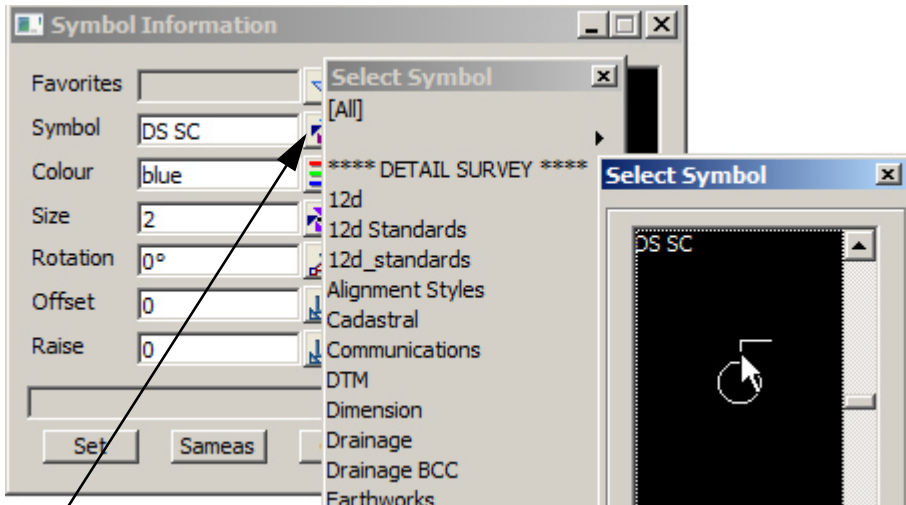 Symbol Information
Favorites
Symbol DS SC
Colour blue
Size 2
Rotation 0°
Offset 0
Raise 0
Set Sameas
Select Symbol
[All]
**** DETAIL SURVEY ****
12d
12d Standards
12d_standards
Alignment Styles
Cadastral
Communications
DTM
Dimension
Drainage
Drainage BCC
Earthworks
Select Symbol
DS SC